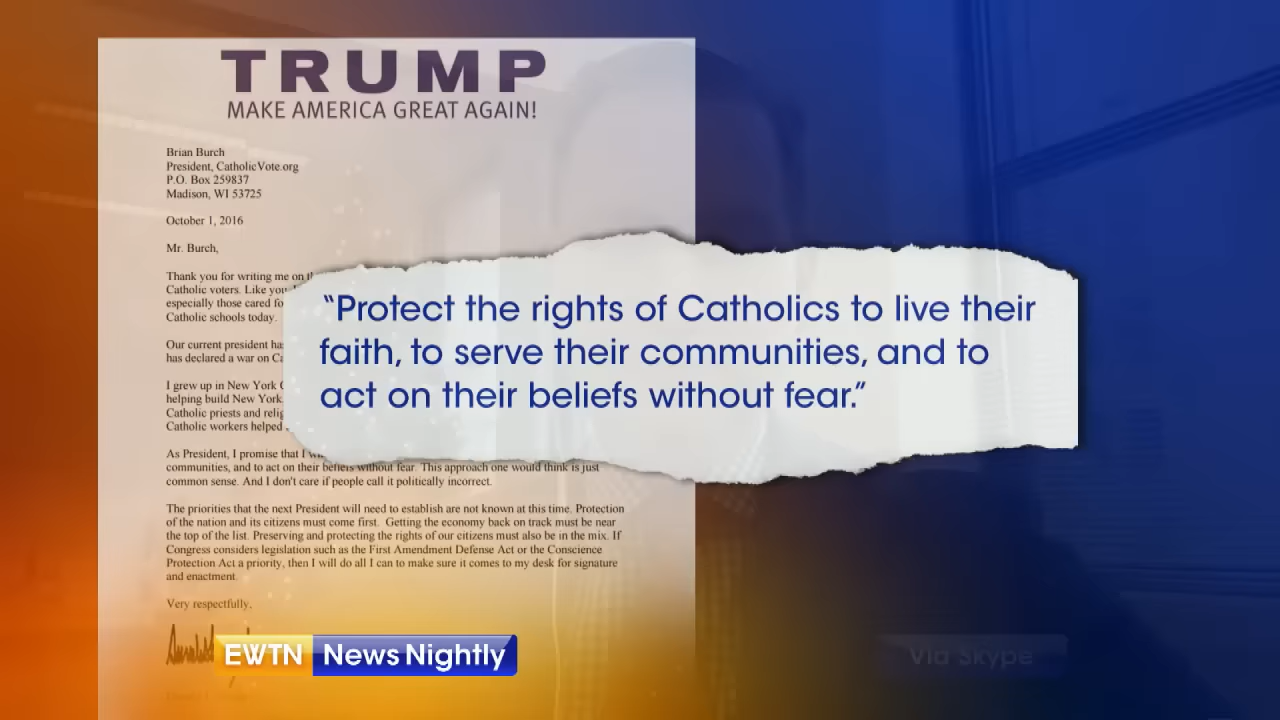 TRUMP
MAKE AMERICA GREAT AGAIN!
Brian Burch
President, CatholicVote.org
P.O. Box 259837
Madison, WI 53725
October 1, 2016
Mr. Burch,
Thank you for writing me on
Catholic voters. Like you
especially those cared fo
Catholic schools today.
Our current president ha
has declared a war on Ca
I grew up in New York
helping build New York
Catholic priests and relig
Catholic workers helped
"Protect the rights of Catholics to live their
faith, to serve their communities, and to
act on their beliefs without fear."
As President, I promise that I
communities, and to act on their beliefs without fear. This approach one would think is just
common sense. And I don't care if people call it politically incorrect.
The priorities that the next President will need to establish are not known at this time. Protection
of the nation and its citizens must come first. Getting the economy back on track must be near
the top of the list. Preserving and protecting the rights of our citizens must also be in the mix. If
Congress considers legislation such as the First Amendment Defense Act or the Conscience
Protection Act a priority, then I will do all I can to make sure it comes to my desk for signature
and enactment.
Very respectfully,
EWTN News Nightly
Via Skype